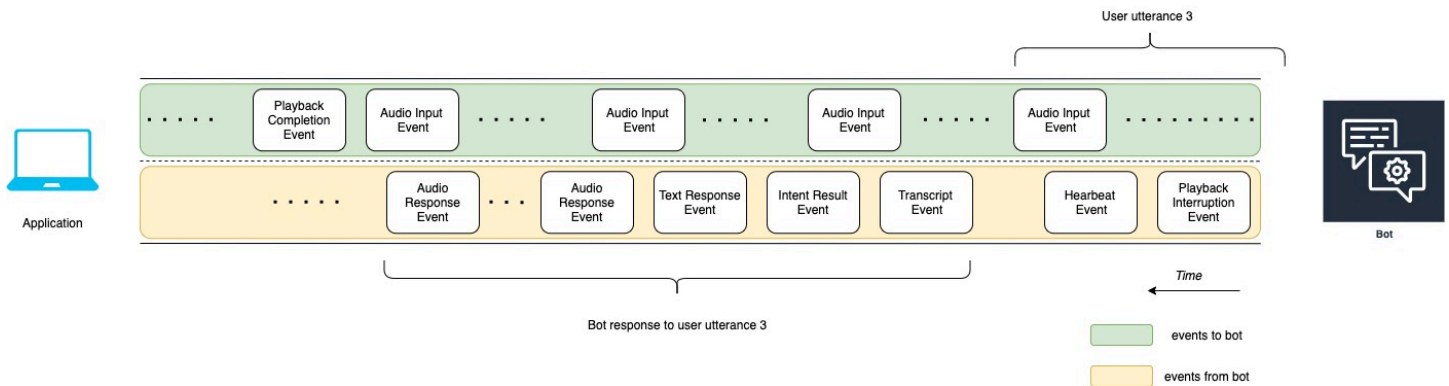 User utterance 3
Playback
Completion
Event
Audio Input
Event
Audio Input
Event
Audio Input
Event
Audio Input
Event
Application
Audio
Response
Event
Audio
Response
Event
Text Response
Event
Intent Result
Event
Transcript
Event
Hearbeat
Event
Playback
Interruption
Event
Bot
Time
Bot response to user utterance 3
events to bot
events from bot